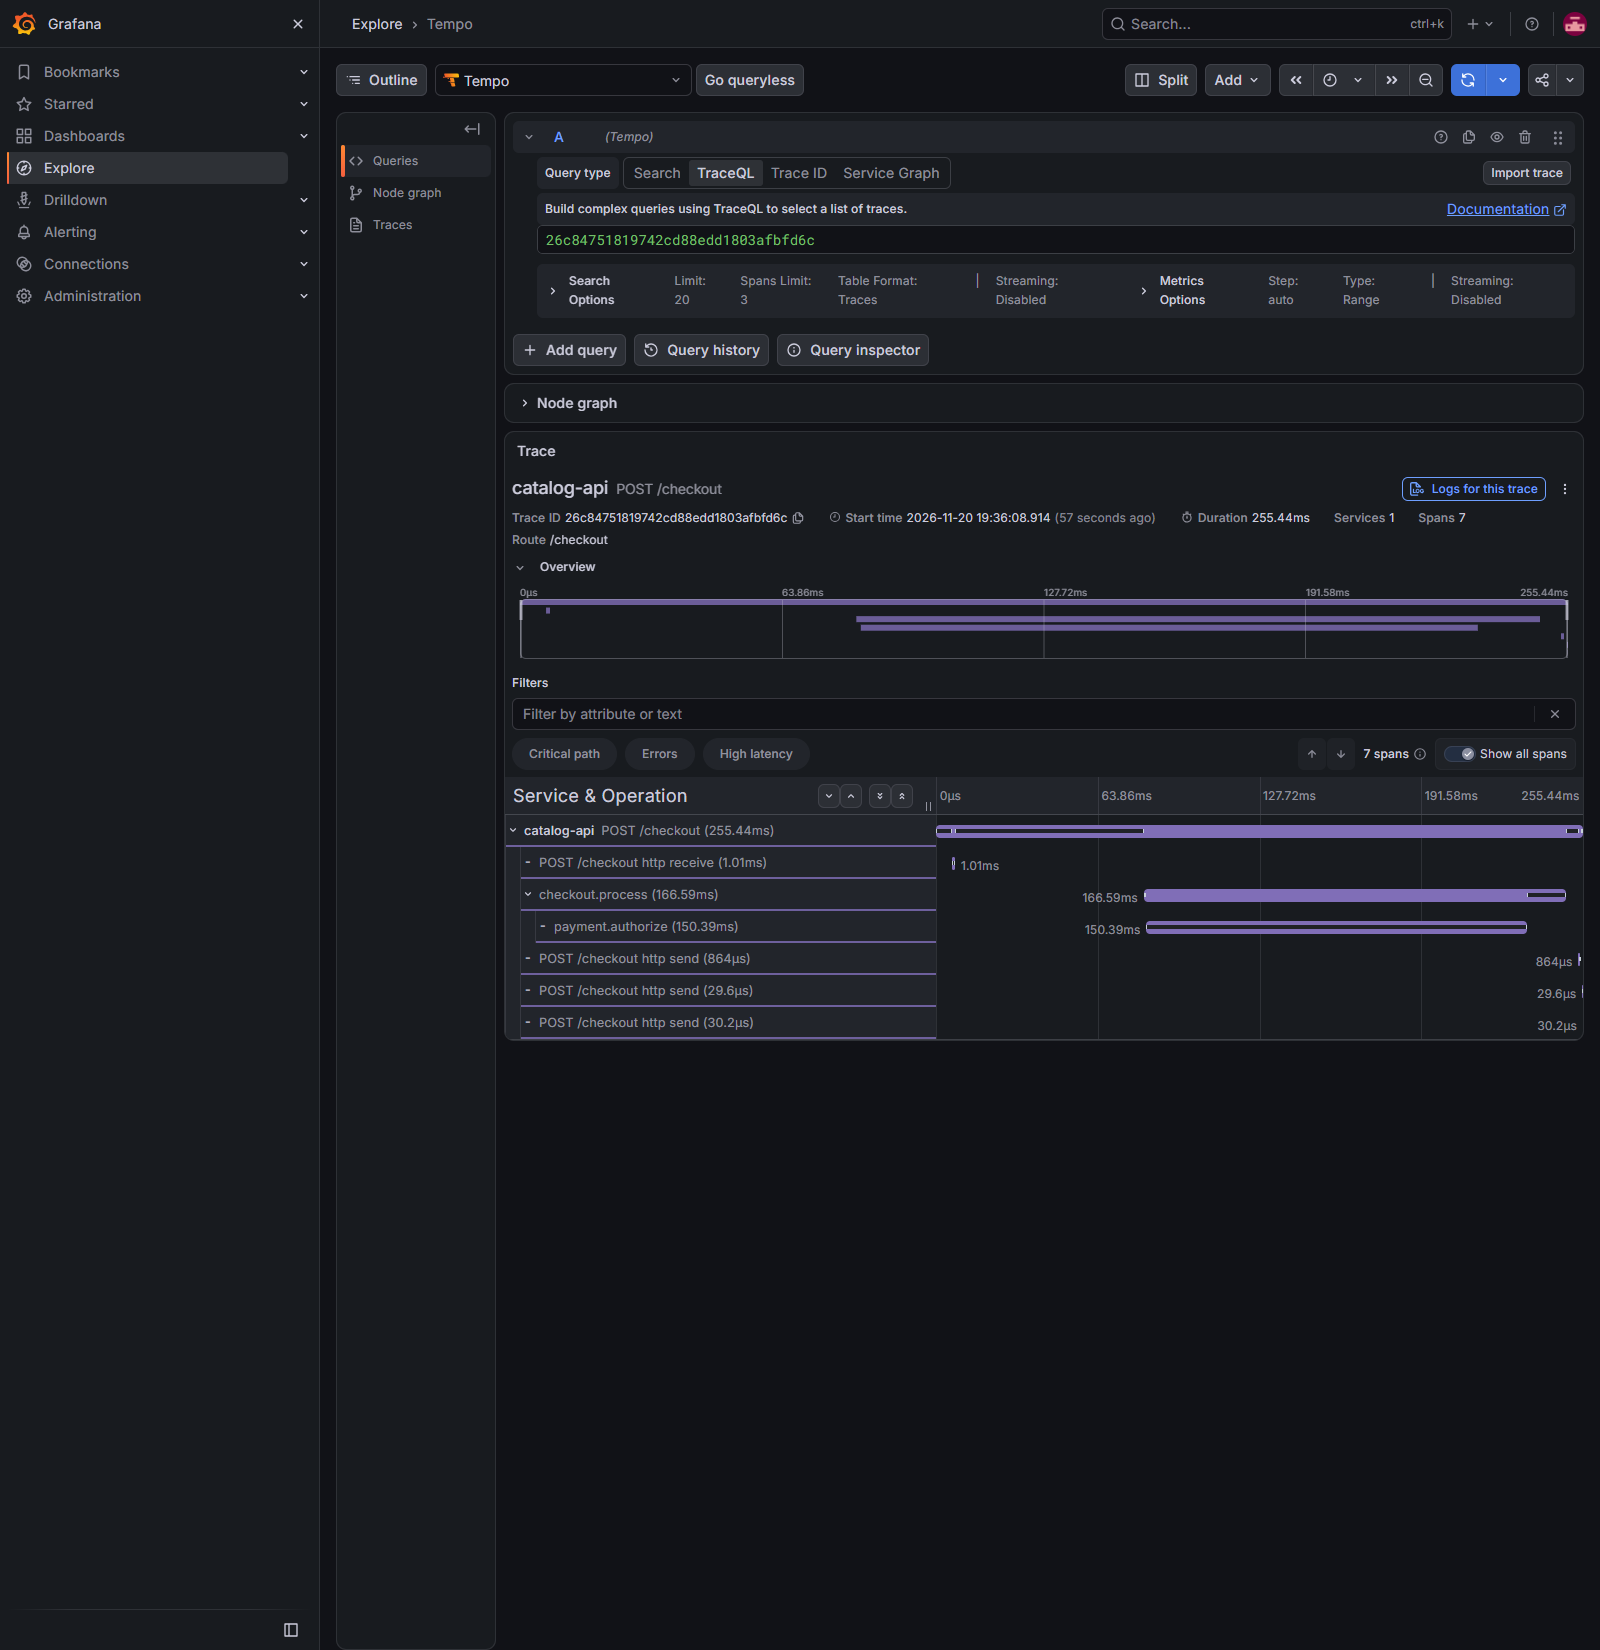 Grafana
Explore › Tempo
Search...
ctrl+k
Bookmarks
Starred
Dashboards
Explore
Drilldown
Alerting
Connections
Administration
Outline
Tempo
Go queryless
Split
Add
Queries
Node graph
Traces
A
(Tempo)
Query type
Search
TraceQL
Trace ID
Service Graph
Import trace
Build complex queries using TraceQL to select a list of traces.
Documentation
26c84751819742cd88edd1803afbfd6c
Search Options
Limit: 20
Spans Limit: 3
Table Format: Traces
Streaming: Disabled
Metrics Options
Step: auto
Type: Range
Streaming: Disabled
Add query
Query history
Query inspector
Node graph
Trace
catalog-api POST /checkout
Logs for this trace
Trace ID 26c84751819742cd88edd1803afbfd6c
Start time 2026-11-20 19:36:08.914 (57 seconds ago)
Duration 255.44ms
Services 1
Spans 7
Route /checkout
Overview
0μs 63.86ms 127.72ms 191.58ms 255.44ms
Filters
Filter by attribute or text
Critical path
Errors
High latency
7 spans
Show all spans
Service & Operation
0μs 63.86ms 127.72ms 191.58ms 255.44ms
catalog-api POST /checkout (255.44ms)
POST /checkout http receive (1.01ms)
1.01ms
checkout.process (166.59ms)
166.59ms
payment.authorize (150.39ms)
150.39ms
POST /checkout http send (864μs)
864μs
POST /checkout http send (29.6μs)
29.6μs
POST /checkout http send (30.2μs)
30.2μs